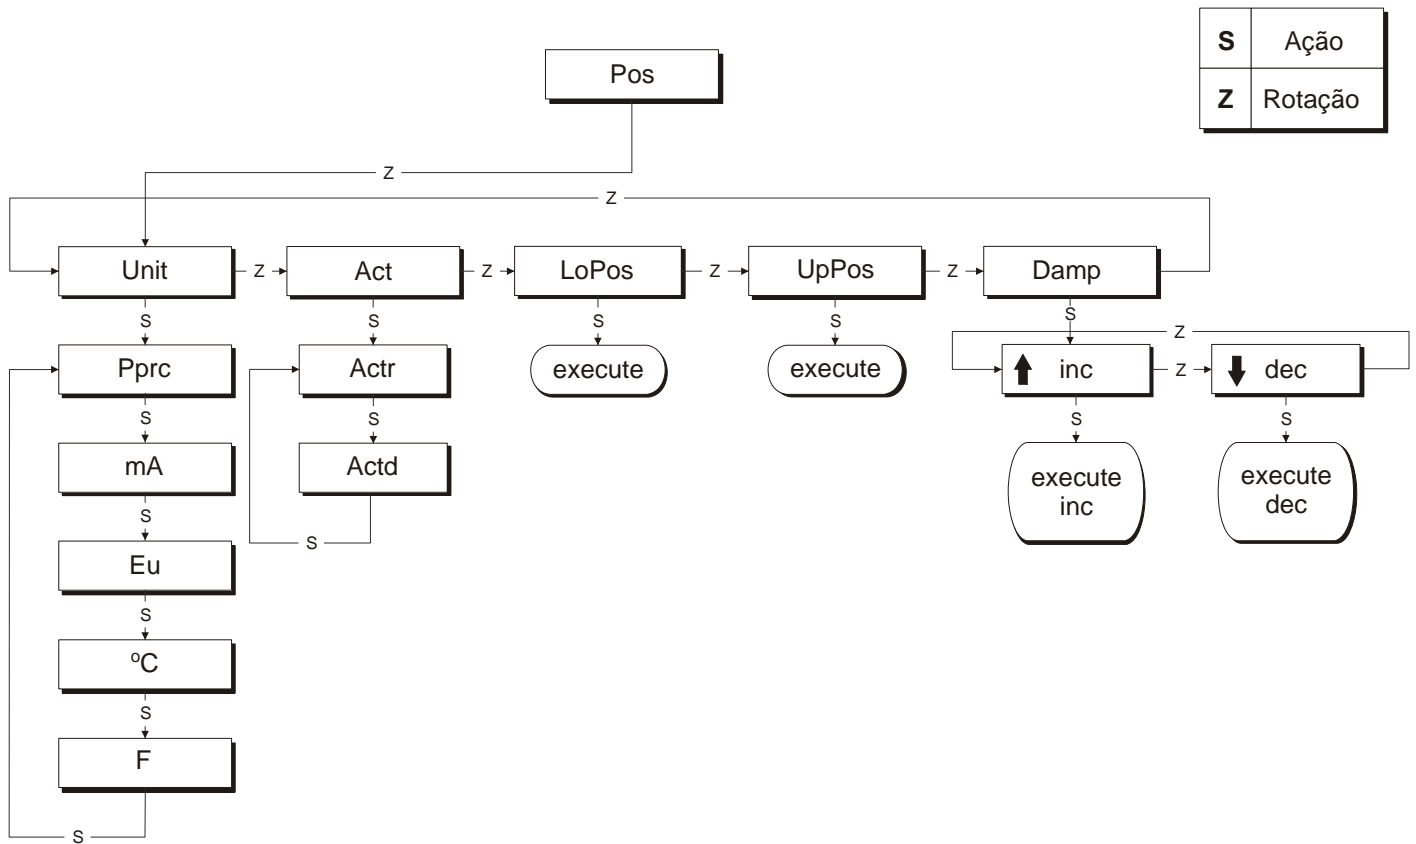 S Ação
Z Rotação
Pos
Z
Z
Unit Z Act Z LoPos Z UpPos Z Damp
S S S S S
Z
Pprc Actr execute execute inc Z dec
S S S S
mA Actd execute inc execute dec
S
S
Eu
S
ºC
S
F
S